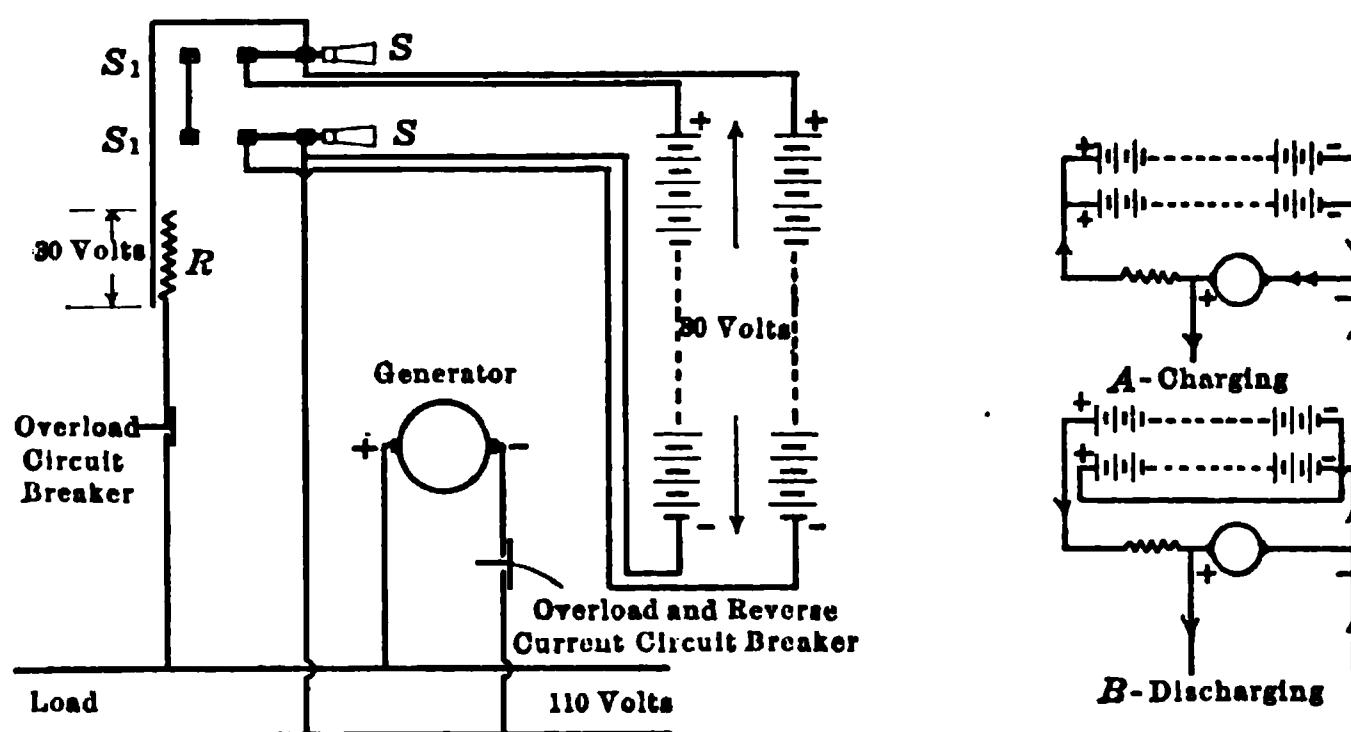 S1 S
S1 S
30 Volts
R
+ +
80 Volts
Generator
+ -
Overload
Circuit
Breaker
- -
Overload and Reverse
Current Circuit Breaker
Load
110 Volts
+ -
+ -
+ -
A-Charging
+ -
+ -
+ -
B-Discharging